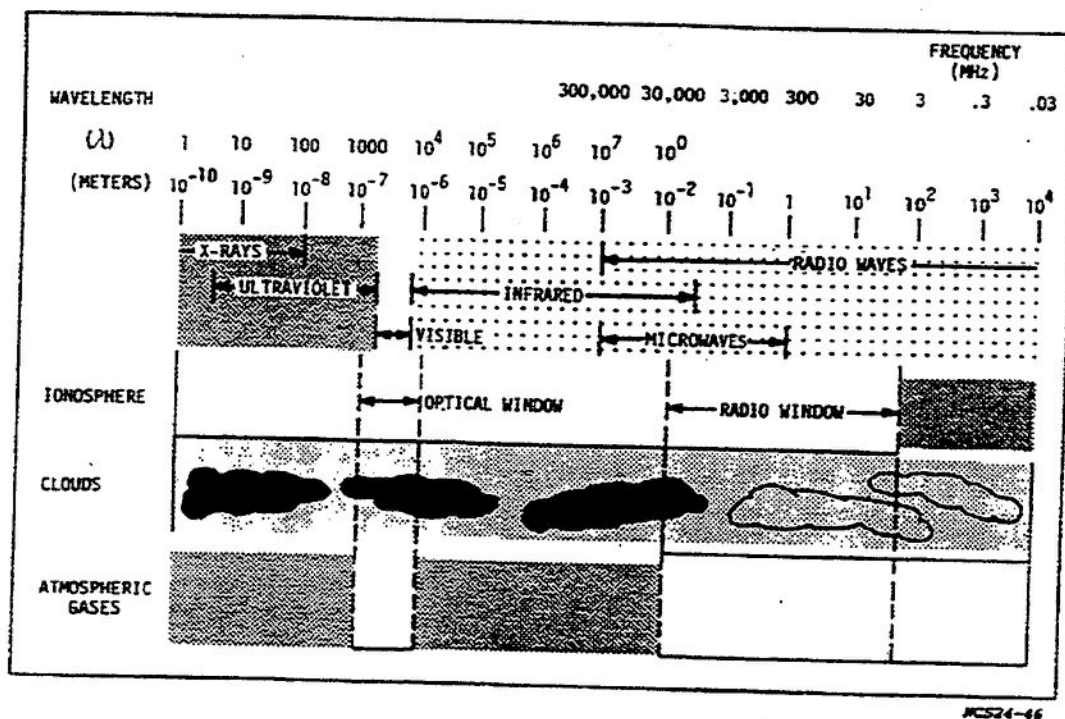 FREQUENCY
(MHz)
WAVELENGTH 300,000 30,000 3,000 300 30 3 .3 .03
(λ) 1 10 100 1000 10⁴ 10⁵ 10⁶ 10⁷ 10⁰
(METERS) 10⁻¹⁰ 10⁻⁹ 10⁻⁸ 10⁻⁷ 10⁻⁶ 10⁻⁵ 10⁻⁴ 10⁻³ 10⁻² 10⁻¹ 1 10¹ 10² 10³ 10⁴
X-RAYS RADIO WAVES
ULTRAVIOLET INFRARED
VISIBLE MICROWAVES
IONOSPHERE OPTICAL WINDOW RADIO WINDOW
CLOUDS
ATMOSPHERIC
GASES
MCS24-46